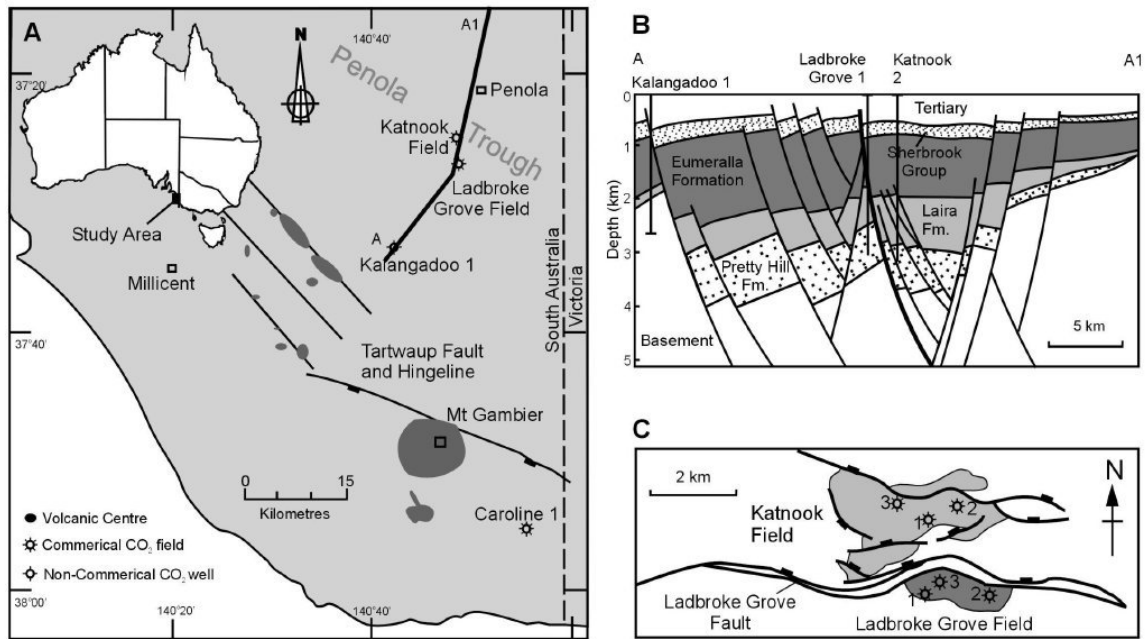 A
N
140°40'
A1
37°20'
Penola
Trough
Penola
Katnook
Field
Ladbroke
Grove Field
A
Kalangadoo 1
Study Area
Millicent
South Australia
Victoria
37°40'
Tartwaup Fault
and Hingeline
Mt Gambier
0
15
Kilometres
Caroline 1
Volcanic Centre
Commerical CO₂ field
Non-Commerical CO₂ well
38°00'
140°20'
140°40'
B
A
Kalangadoo 1
Ladbroke
Grove 1
Katnook
2
A1
0
1
2
3
4
5
Depth (km)
Tertiary
Eumeralla
Formation
Sherbrook
Group
Laira
Fm.
Pretty Hill
Fm.
Basement
5 km
C
2 km
N
Katnook
Field
3
1
2
Ladbroke Grove
Fault
3
1
2
Ladbroke Grove Field